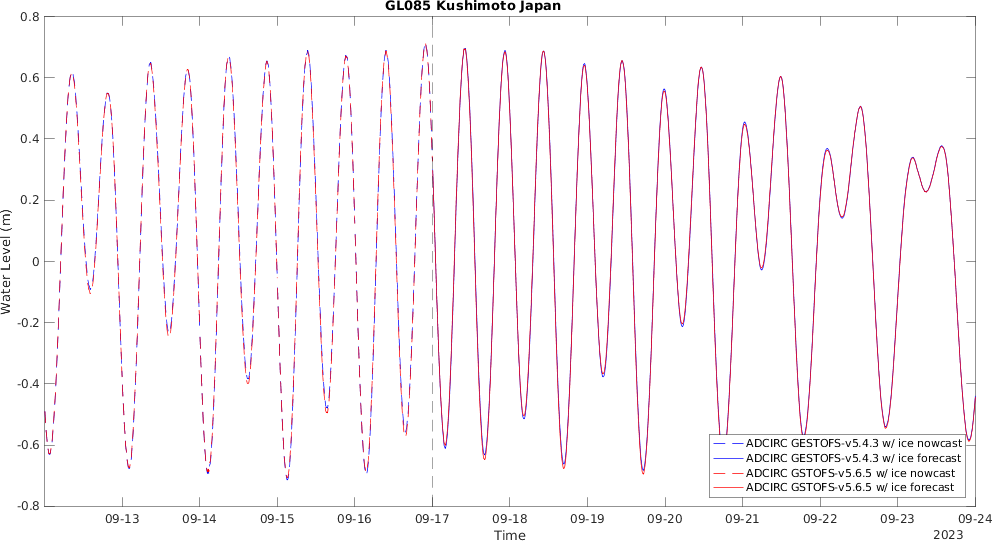 GL085 Kushimoto Japan
0.8
0.6
0.4
0.2
0
-0.2
-0.4
-0.6
-0.8
Water Level (m)
09-13 09-14 09-15 09-16 09-17 09-18 09-19 09-20 09-21 09-22 09-23 09-24
Time
2023
ADCIRC GESTOFS-v5.4.3 w/ ice nowcast
ADCIRC GESTOFS-v5.4.3 w/ ice forecast
ADCIRC GSTOFS-v5.6.5 w/ ice nowcast
ADCIRC GSTOFS-v5.6.5 w/ ice forecast